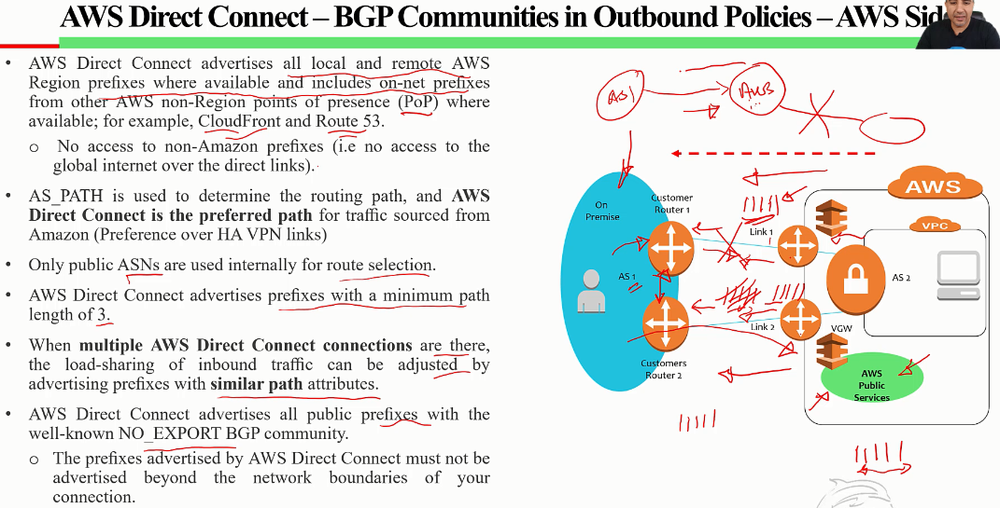 AWS Direct Connect – BGP Communities in Outbound Policies – AWS Sid
• AWS Direct Connect advertises all local and remote AWS
Region prefixes where available and includes on-net prefixes
from other AWS non-Region points of presence (PoP) where
available; for example, CloudFront and Route 53.
o No access to non-Amazon prefixes (i.e no access to the
global internet over the direct links).
• AS_PATH is used to determine the routing path, and AWS
Direct Connect is the preferred path for traffic sourced from
Amazon (Preference over HA VPN links)
• Only public ASNs are used internally for route selection.
• AWS Direct Connect advertises prefixes with a minimum path
length of 3.
• When multiple AWS Direct Connect connections are there,
the load-sharing of inbound traffic can be adjusted by
advertising prefixes with similar path attributes.
• AWS Direct Connect advertises all public prefixes with the
well-known NO_EXPORT BGP community.
o The prefixes advertised by AWS Direct Connect must not be
advertised beyond the network boundaries of your
connection.
AS1
AWS
On
Premise
Customer
Router 1
Link 1
AWS
VPC
AS 1
AS 2
Link 2
VGW
Customers
Router 2
AWS
Public
Services